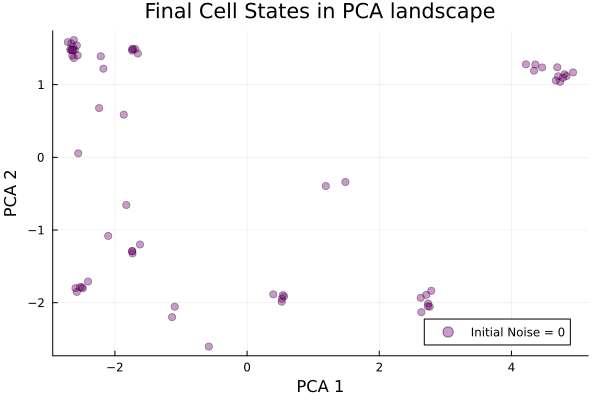 Final Cell States in PCA landscape
PCA 2
1
0
−1
−2
Initial Noise = 0
−2
0
2
4
PCA 1